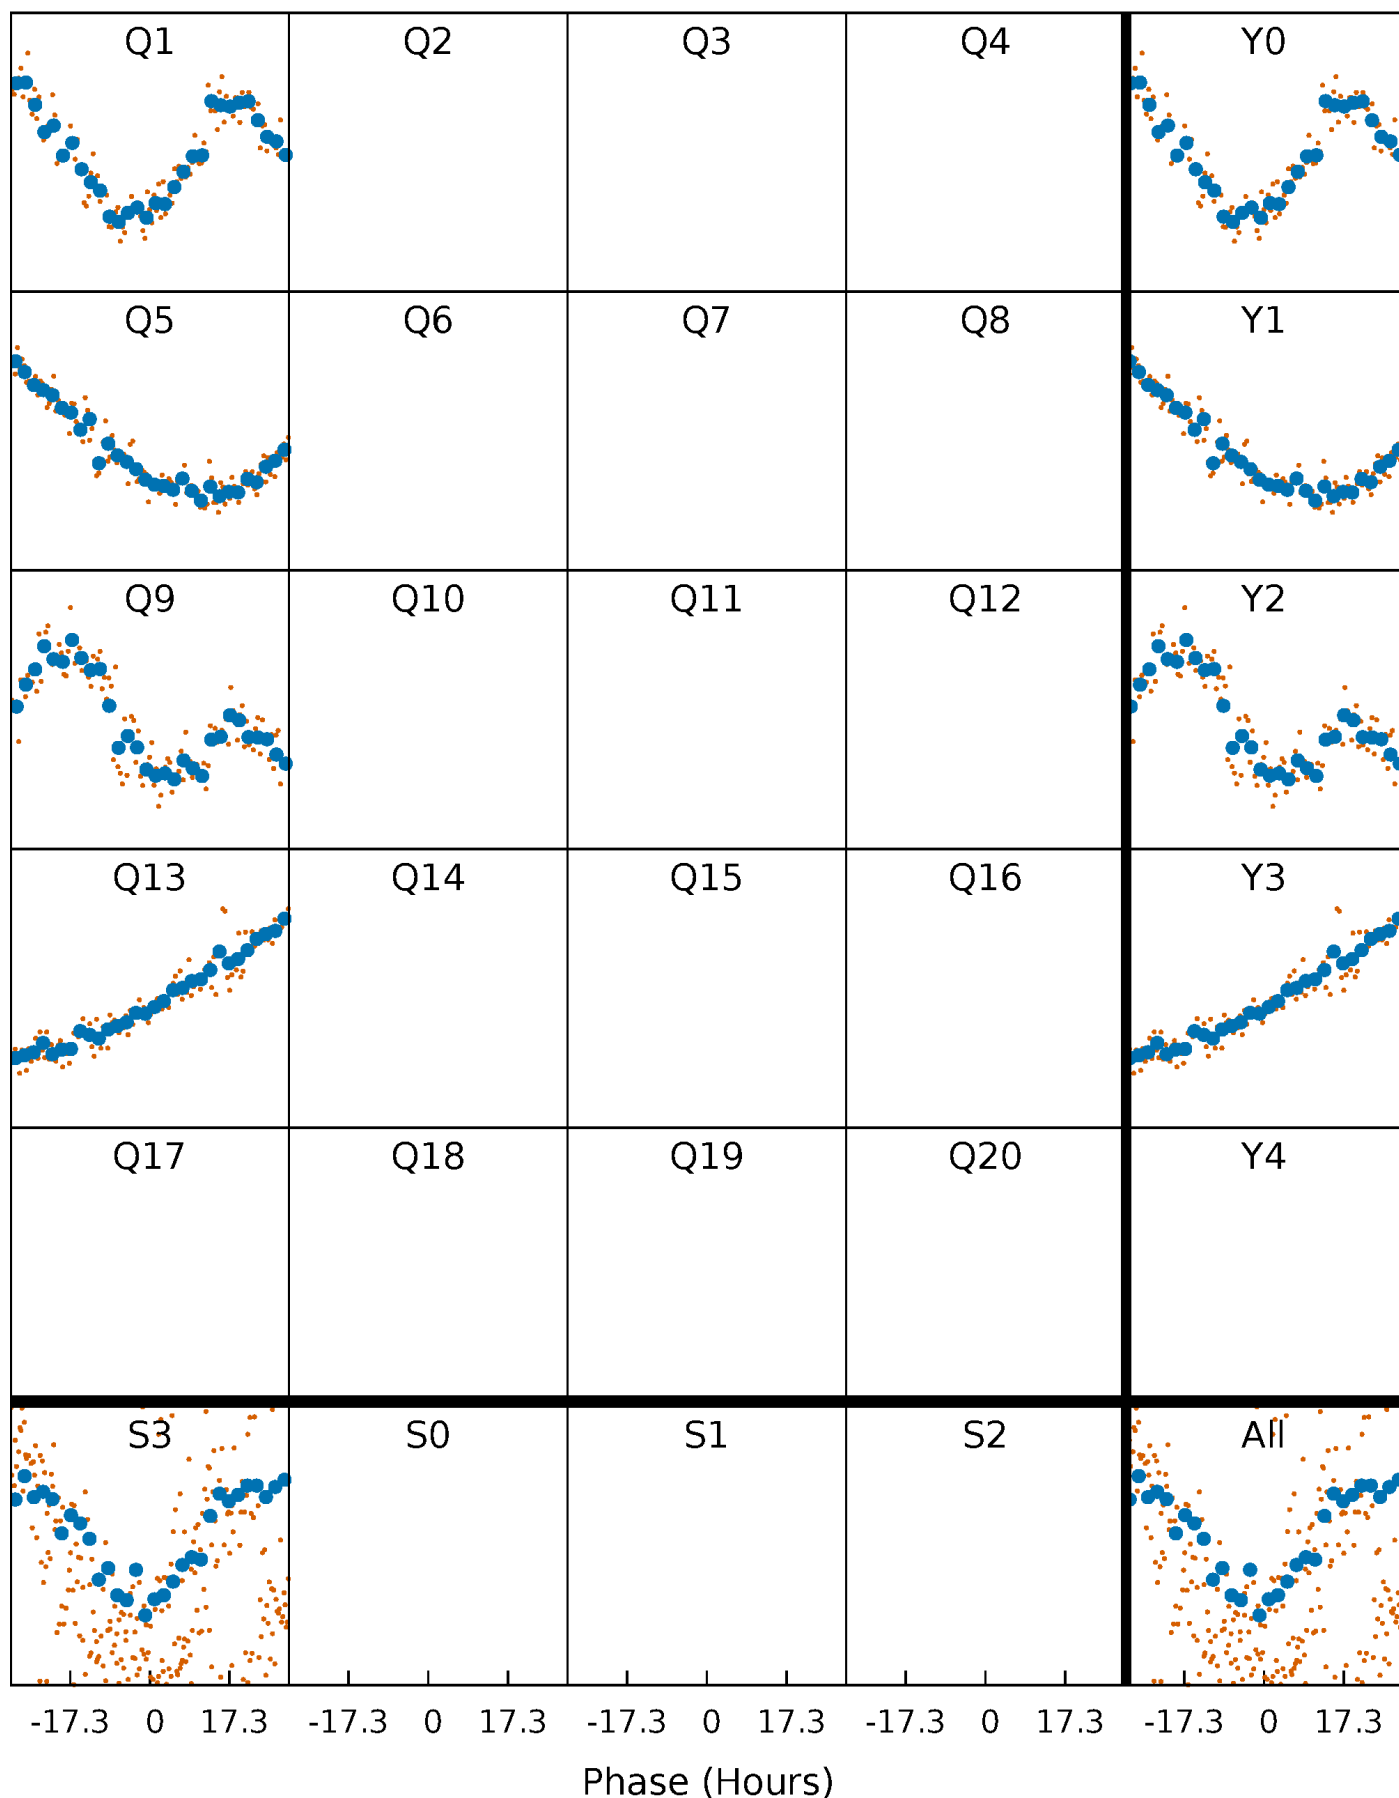 Q1 Q2 Q3 Q4 Y0
Q5 Q6 Q7 Q8 Y1
Q9 Q10 Q11 Q12 Y2
Q13 Q14 Q15 Q16 Y3
Q17 Q18 Q19 Q20 Y4
S3 S0 S1 S2 All
-17.3 0 17.3 -17.3 0 17.3 -17.3 0 17.3 -17.3 0 17.3 -17.3 0 17.3
Phase (Hours)